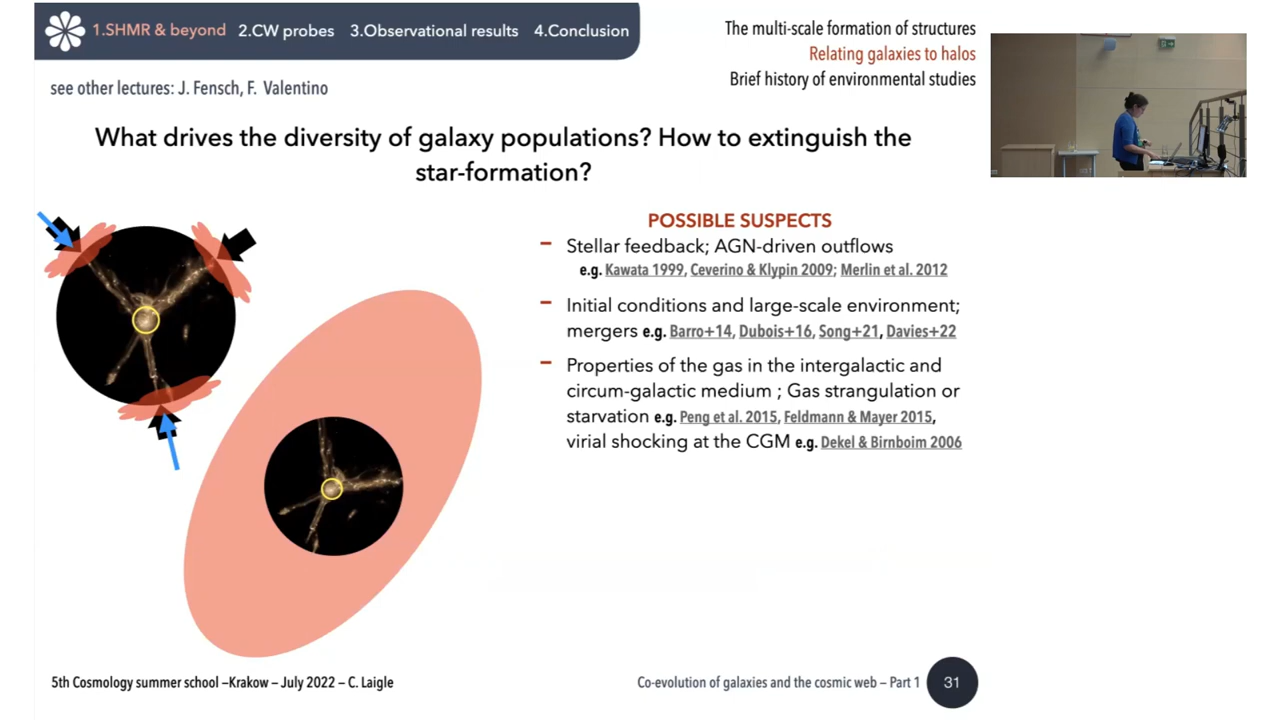 1.SHMR & beyond 2.CW probes 3.Observational results 4.Conclusion
The multi-scale formation of structures
Relating galaxies to halos
Brief history of environmental studies
see other lectures: J. Fensch, F. Valentino
What drives the diversity of galaxy populations? How to extinguish the
star-formation?
POSSIBLE SUSPECTS
– Stellar feedback; AGN-driven outflows
e.g. Kawata 1999, Ceverino & Klypin 2009; Merlin et al. 2012
– Initial conditions and large-scale environment;
mergers e.g. Barro+14, Dubois+16, Song+21, Davies+22
– Properties of the gas in the intergalactic and
circum-galactic medium ; Gas strangulation or
starvation e.g. Peng et al. 2015, Feldmann & Mayer 2015,
virial shocking at the CGM e.g. Dekel & Birnboim 2006
5th Cosmology summer school –Krakow – July 2022 – C. Laigle
Co-evolution of galaxies and the cosmic web – Part 1
31